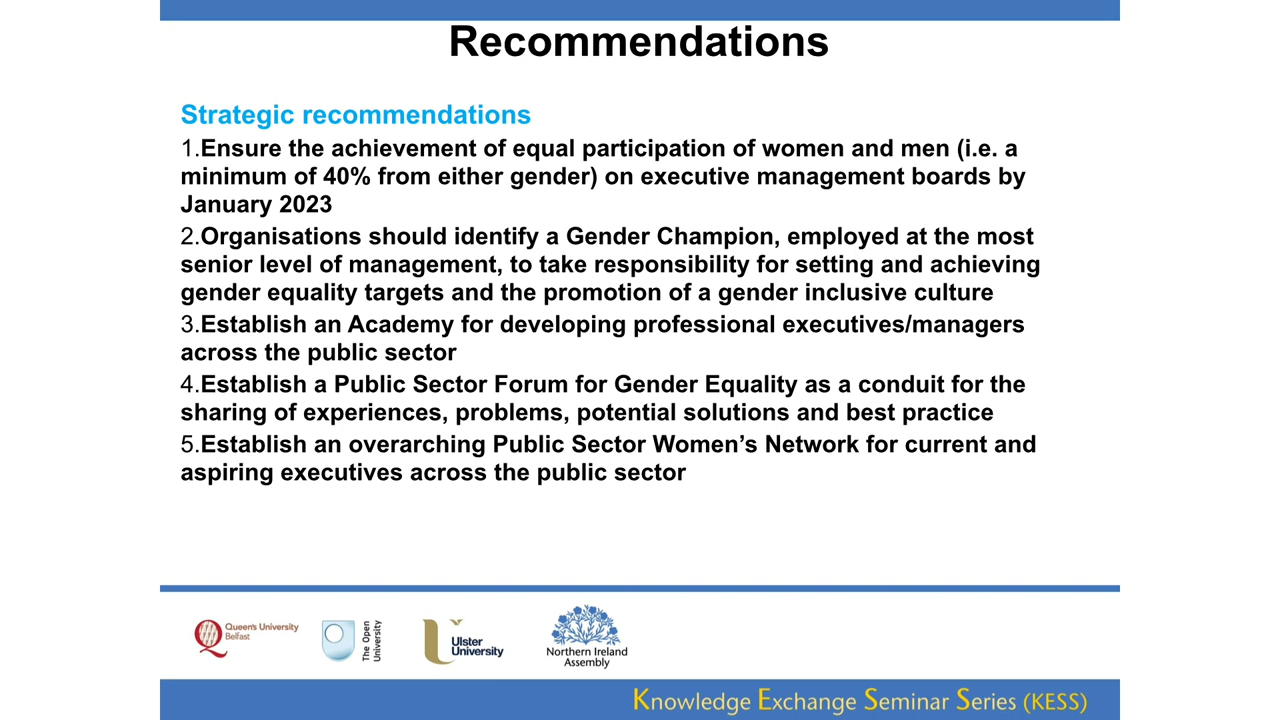 Recommendations
Strategic recommendations
1.Ensure the achievement of equal participation of women and men (i.e. a
minimum of 40% from either gender) on executive management boards by
January 2023
2.Organisations should identify a Gender Champion, employed at the most
senior level of management, to take responsibility for setting and achieving
gender equality targets and the promotion of a gender inclusive culture
3.Establish an Academy for developing professional executives/managers
across the public sector
4.Establish a Public Sector Forum for Gender Equality as a conduit for the
sharing of experiences, problems, potential solutions and best practice
5.Establish an overarching Public Sector Women’s Network for current and
aspiring executives across the public sector
Queen's University
Belfast
The Open
University
Ulster
University
Northern Ireland
Assembly
Knowledge Exchange Seminar Series (KESS)